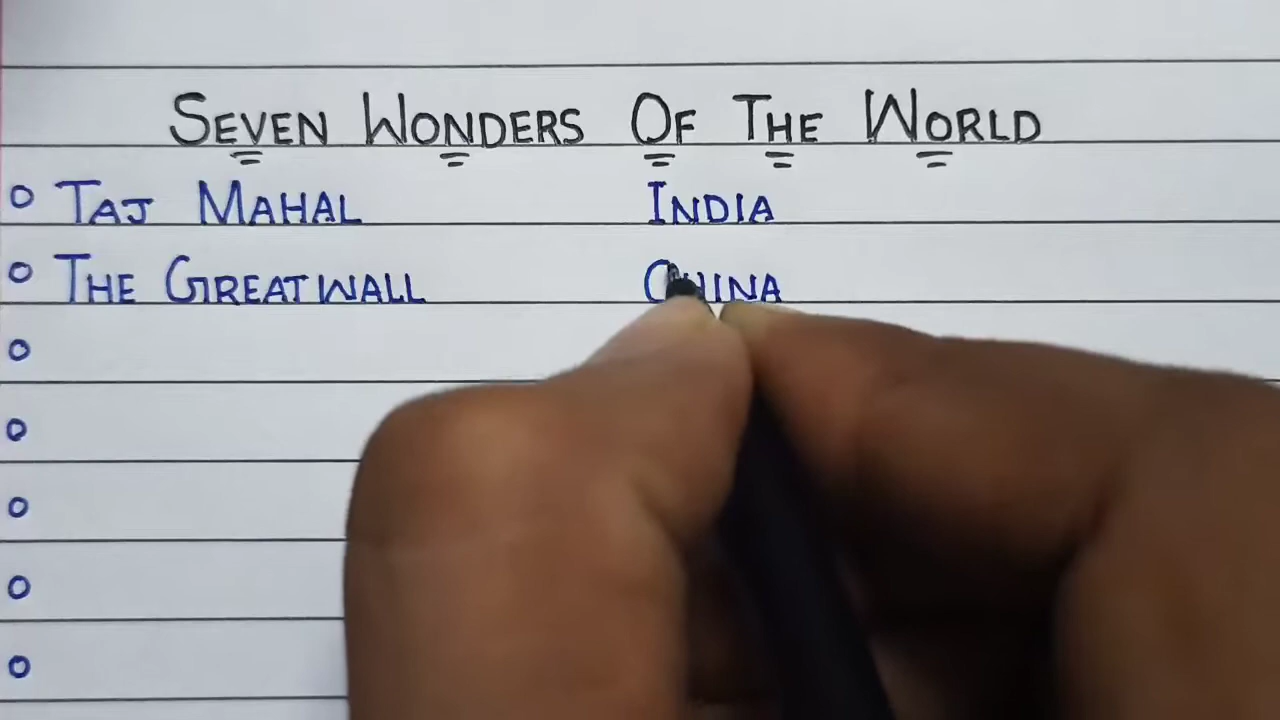 SEVEN WONDERS OF THE WORLD
TAJ MAHAL INDIA
THE GREATWALL CHINA